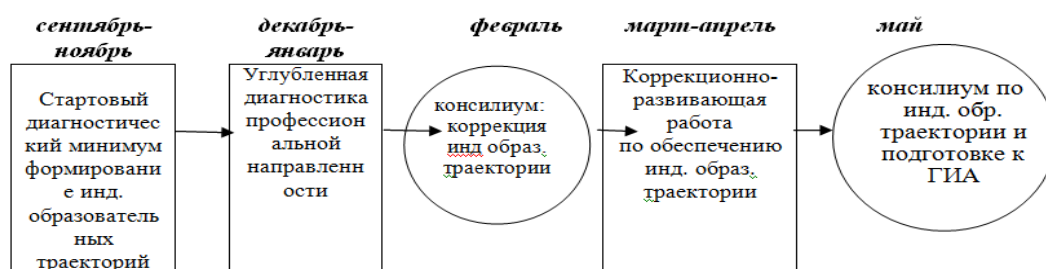 сентябрь-
ноябрь
Стартовый
диагностичес
кий минимум
формировани
е инд.
образователь
ных
траекторий
декабрь-
январь
Углубленная
диагностика
профессион
альной
направленн
ости
февраль
консилиум:
коррекция
инд образ.
траектории
март-апрель
Коррекционно-
развивающая
работа
по обеспечению
инд. образ.
траектории
май
консилиум по
инд. обр.
траектории и
подготовке к
ГИА